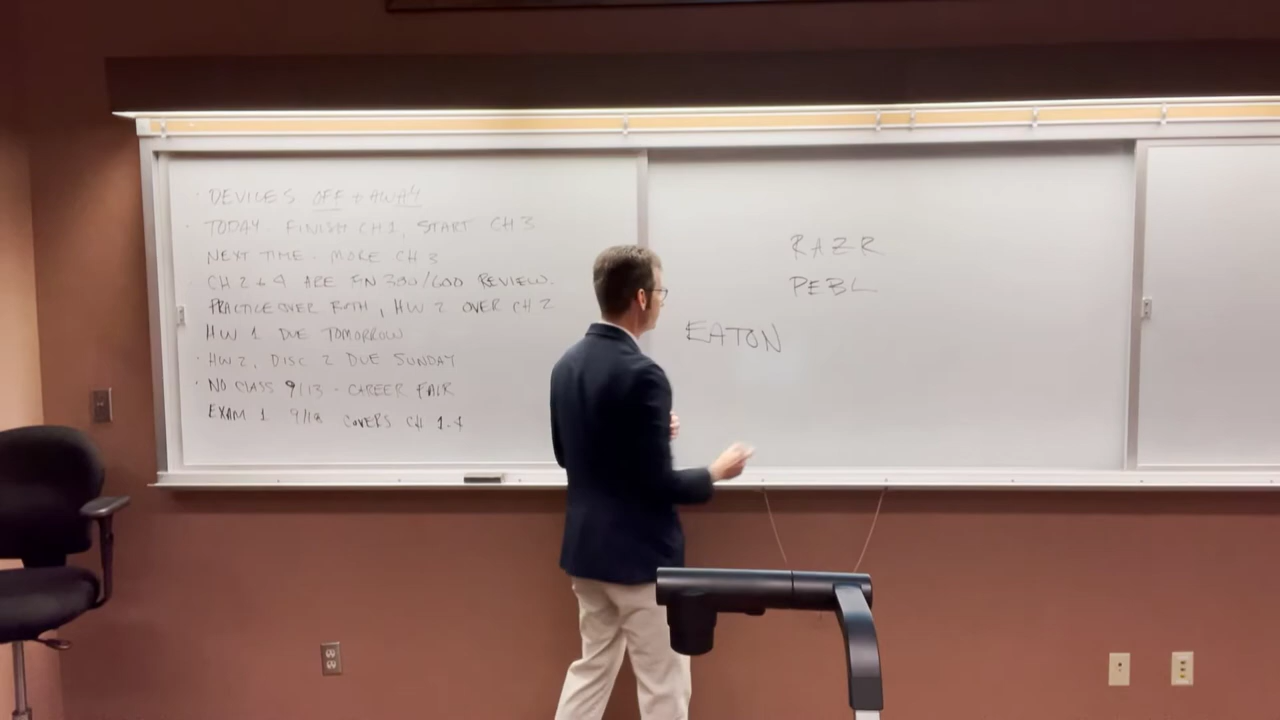 · DEVICES OFF + AWAY
· TODAY - FINISH CH 1, START CH 3
NEXT TIME - MORE CH 3
CH 2 + 4 ARE FN 300/600 REVIEW.
PRACTICE OVER BOTH, HW 2 OVER CH 2
HW 1 DUE TOMORROW
· HW 2, DISC 2 DUE SUNDAY
· NO CLASS 9/13 - CAREER FAIR
EXAM 1 9/18 COVERS CH 1-4
RAZR
PEBL
EATON